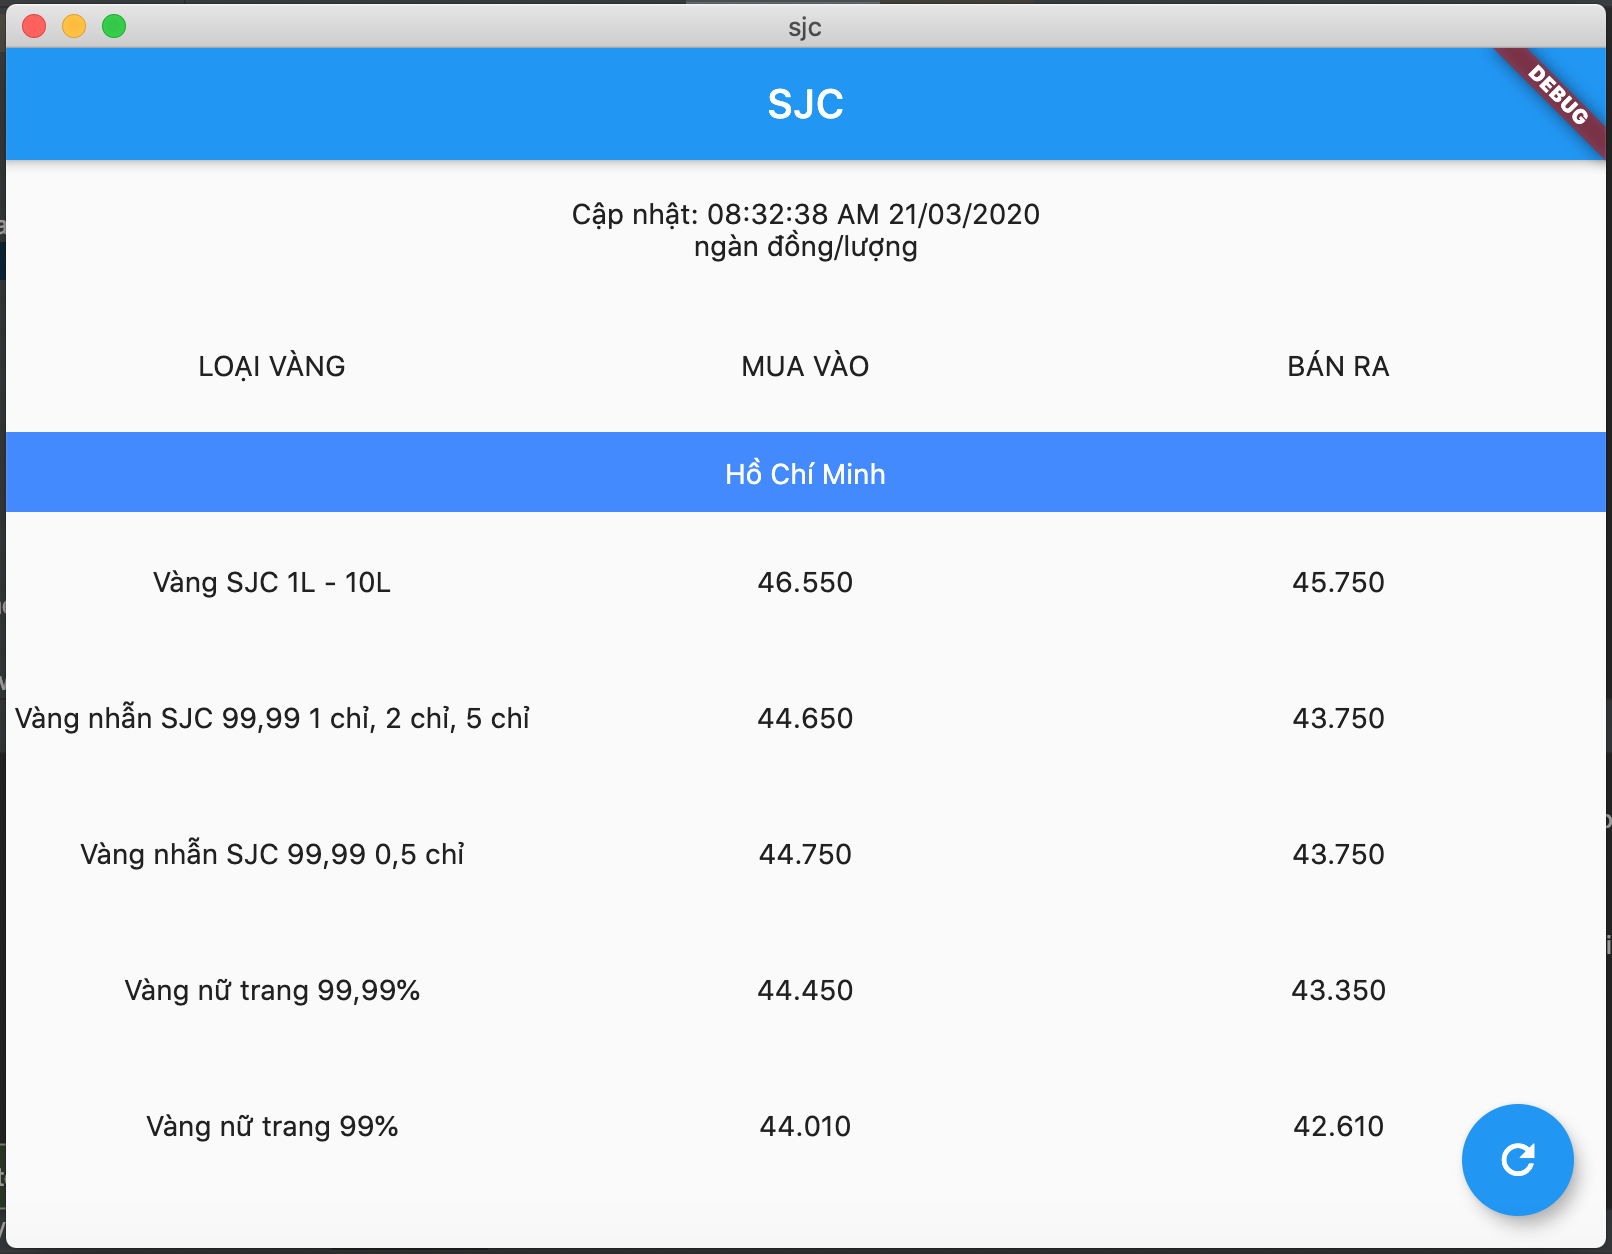 sjc
SJC
DEBUG
Cập nhật: 08:32:38 AM 21/03/2020
ngàn đồng/lượng
LOẠI VÀNG MUA VÀO BÁN RA
Hồ Chí Minh
Vàng SJC 1L - 10L 46.550 45.750
Vàng nhẫn SJC 99,99 1 chỉ, 2 chỉ, 5 chỉ 44.650 43.750
Vàng nhẫn SJC 99,99 0,5 chỉ 44.750 43.750
Vàng nữ trang 99,99% 44.450 43.350
Vàng nữ trang 99% 44.010 42.610